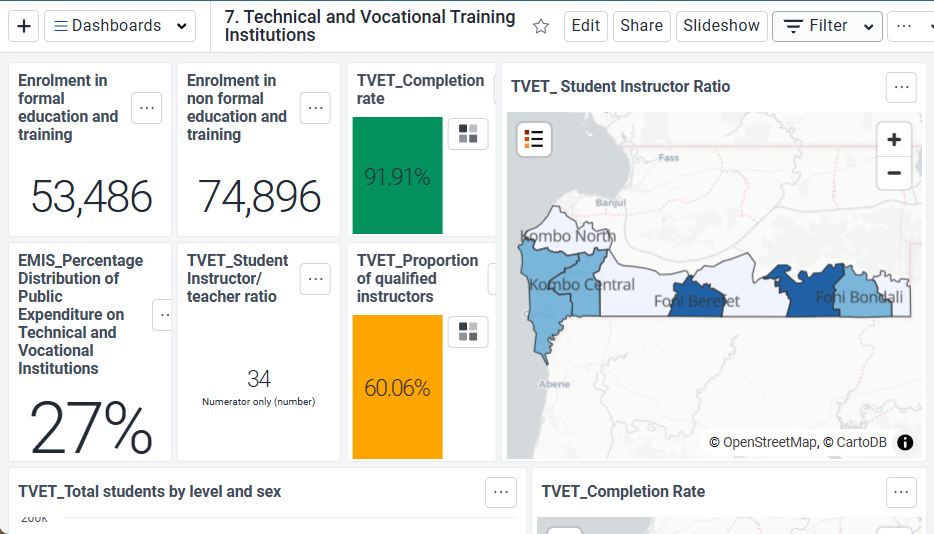 +
Dashboards
7. Technical and Vocational Training
Institutions
Edit
Share
Slideshow
Filter
Enrolment in
formal
education and
training
53,486
Enrolment in
non formal
education and
training
74,896
TVET_Completion
rate
91.91%
TVET_ Student Instructor Ratio
+
−
Fass
Banjul
Kombo North
Kombo Central
Foni Berefet
Foni Bondali
Abene
© OpenStreetMap, © CartoDB
EMIS_Percentage
Distribution of
Public
Expenditure on
Technical and
Vocational
Institutions
27%
TVET_Student
Instructor/
teacher ratio
34
Numerator only (number)
TVET_Proportion
of qualified
instructors
60.06%
TVET_Total students by level and sex
200K
TVET_Completion Rate